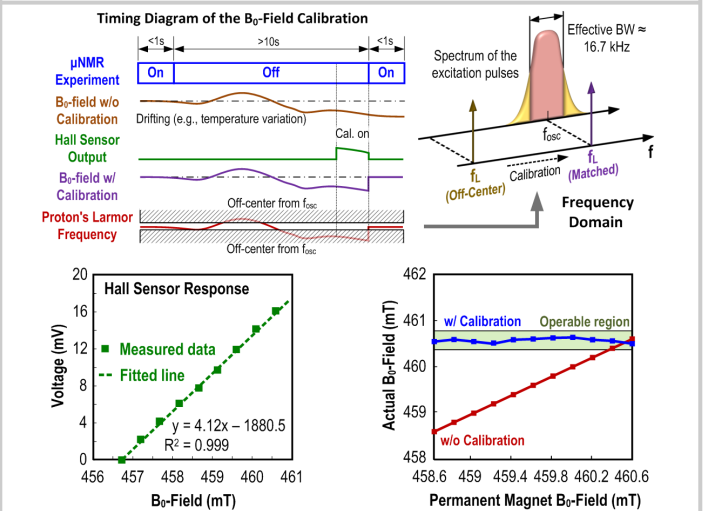 Timing Diagram of the B₀-Field Calibration
<1s
>10s
<1s
μNMR
Experiment
On
Off
On
B₀-field w/o
Calibration
Drifting (e.g., temperature variation)
Hall Sensor
Output
Cal. on
B₀-field w/
Calibration
Off-center from fosc
Proton's Larmor
Frequency
Off-center from fosc
Effective BW ≈
16.7 kHz
Spectrum of the
excitation pulses
fosc
f
Calibration
fL
(Off-Center)
fL
(Matched)
Frequency
Domain
Hall Sensor Response
Voltage (mV)
20
16
12
8
4
0
Measured data
Fitted line
y = 4.12x – 1880.5
R² = 0.999
456
457
458
459
460
461
B₀-Field (mT)
Actual B₀-Field (mT)
462
461
460
459
458
w/ Calibration
Operable region
w/o Calibration
458.6
459
459.4
459.8
460.2
460.6
Permanent Magnet B₀-Field (mT)